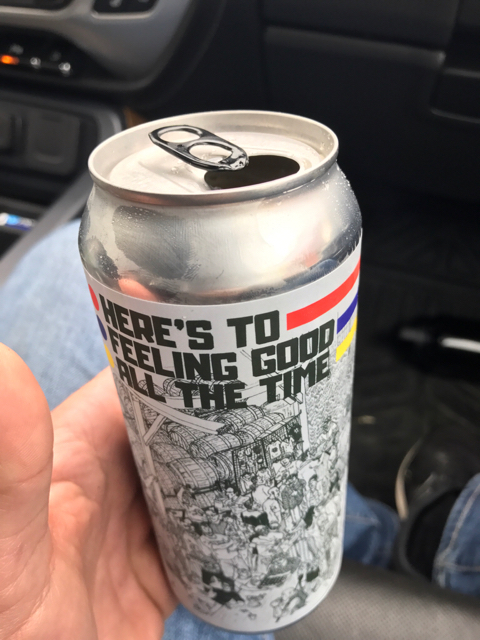 HERE'S TO
FEELING GOOD
ALL THE TIME